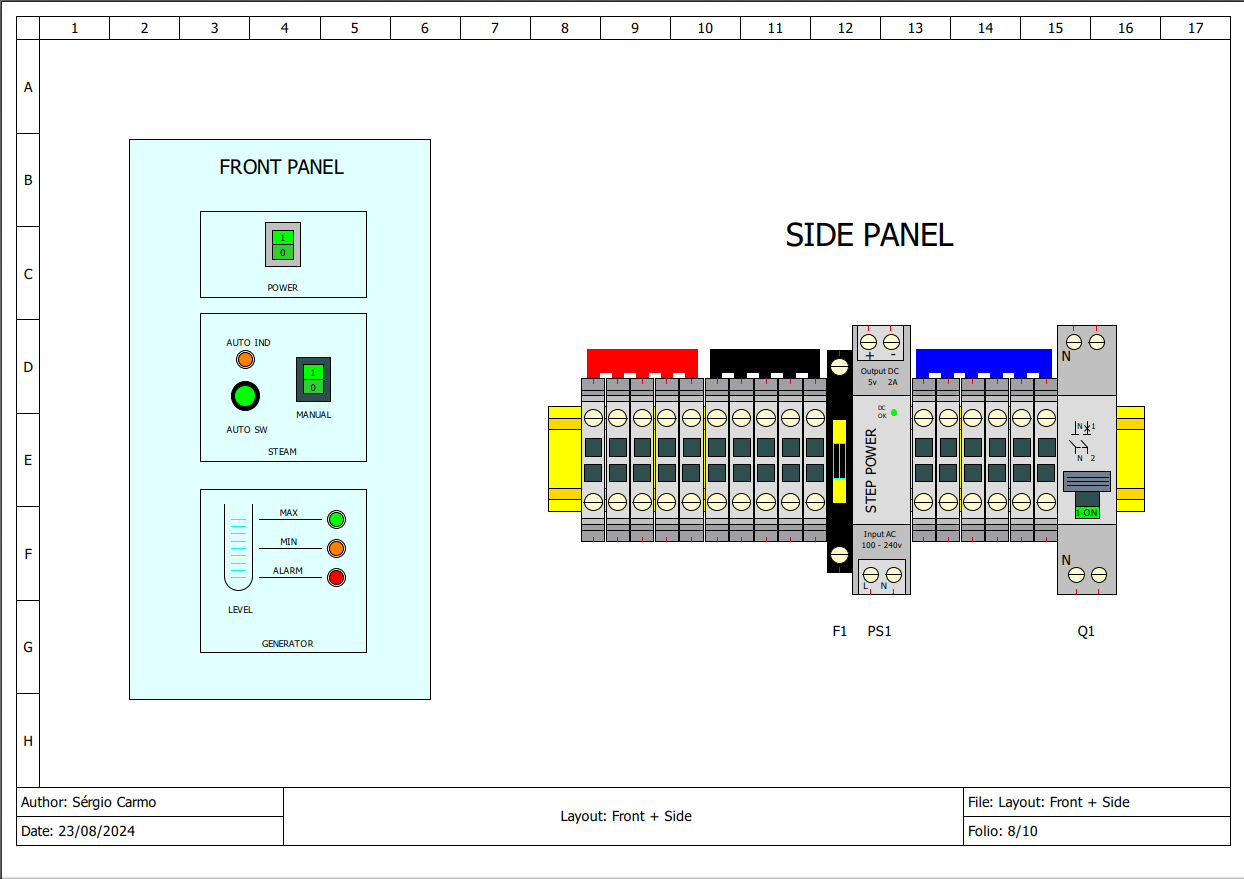 1 2 3 4 5 6 7 8 9 10 11 12 13 14 15 16 17
A
B
C
D
E
F
G
H
FRONT PANEL
1
0
POWER
AUTO IND
1
0
MANUAL
AUTO SW
STEAM
MAX
MIN
ALARM
LEVEL
GENERATOR
SIDE PANEL
+ -
Output DC
5v 2A
DC
OK
STEP POWER
Input AC
100 - 240v
L N
N
N 1
N 2
1-ON
N
F1 PS1 Q1
Author: Sérgio Carmo
Date: 23/08/2024
Layout: Front + Side
File: Layout: Front + Side
Folio: 8/10